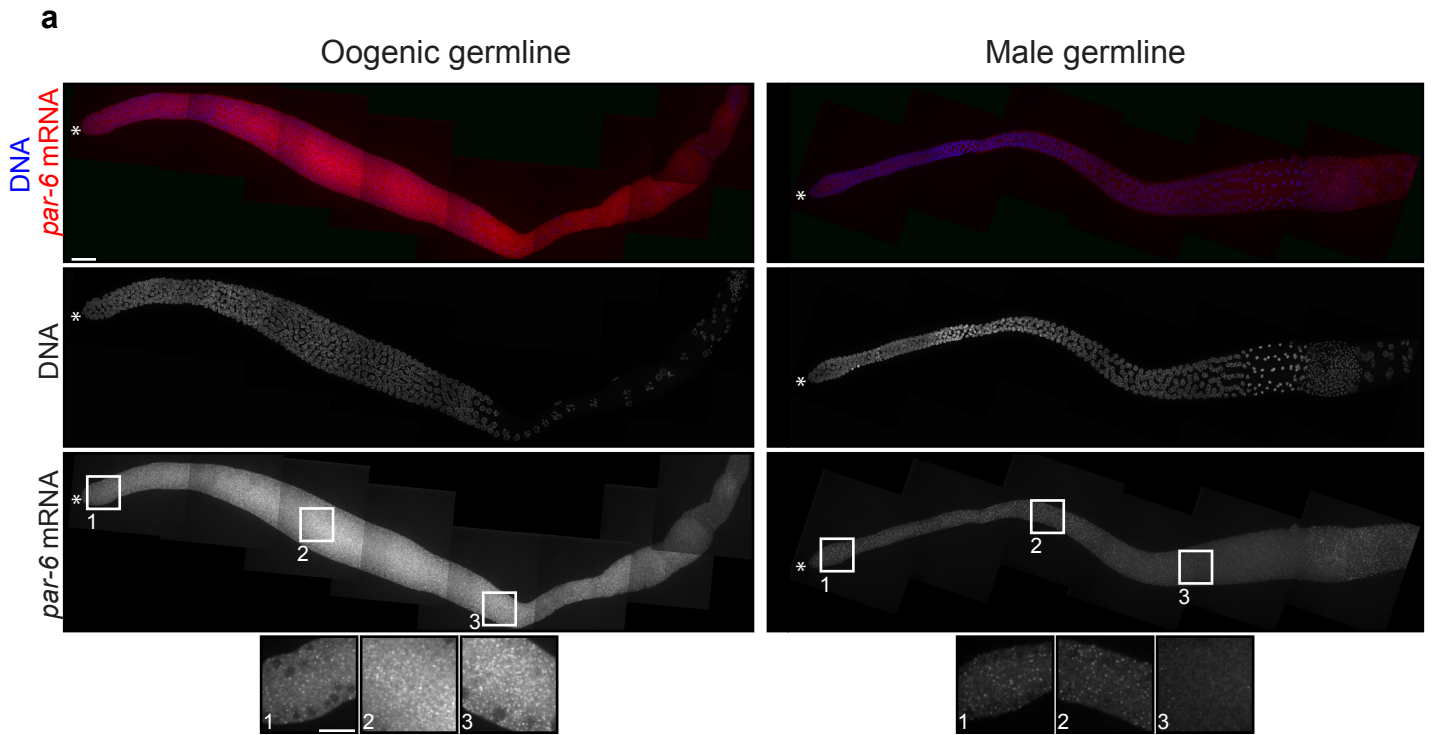 a
Oogenic germline
Male germline
DNA
par-6 mRNA
*
*
DNA
*
*
par-6 mRNA
*
1
2
3
*
1
2
3
1
2
3
1
2
3